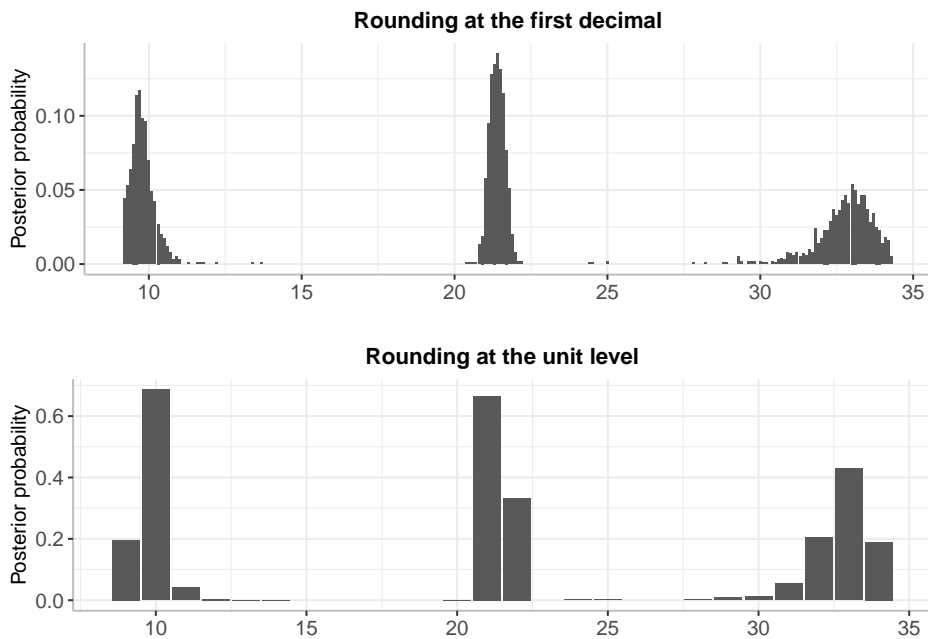 Rounding at the first decimal
Posterior probability
0.10
0.05
0.00
10 15 20 25 30 35
Rounding at the unit level
Posterior probability
0.6
0.4
0.2
0.0
10 15 20 25 30 35